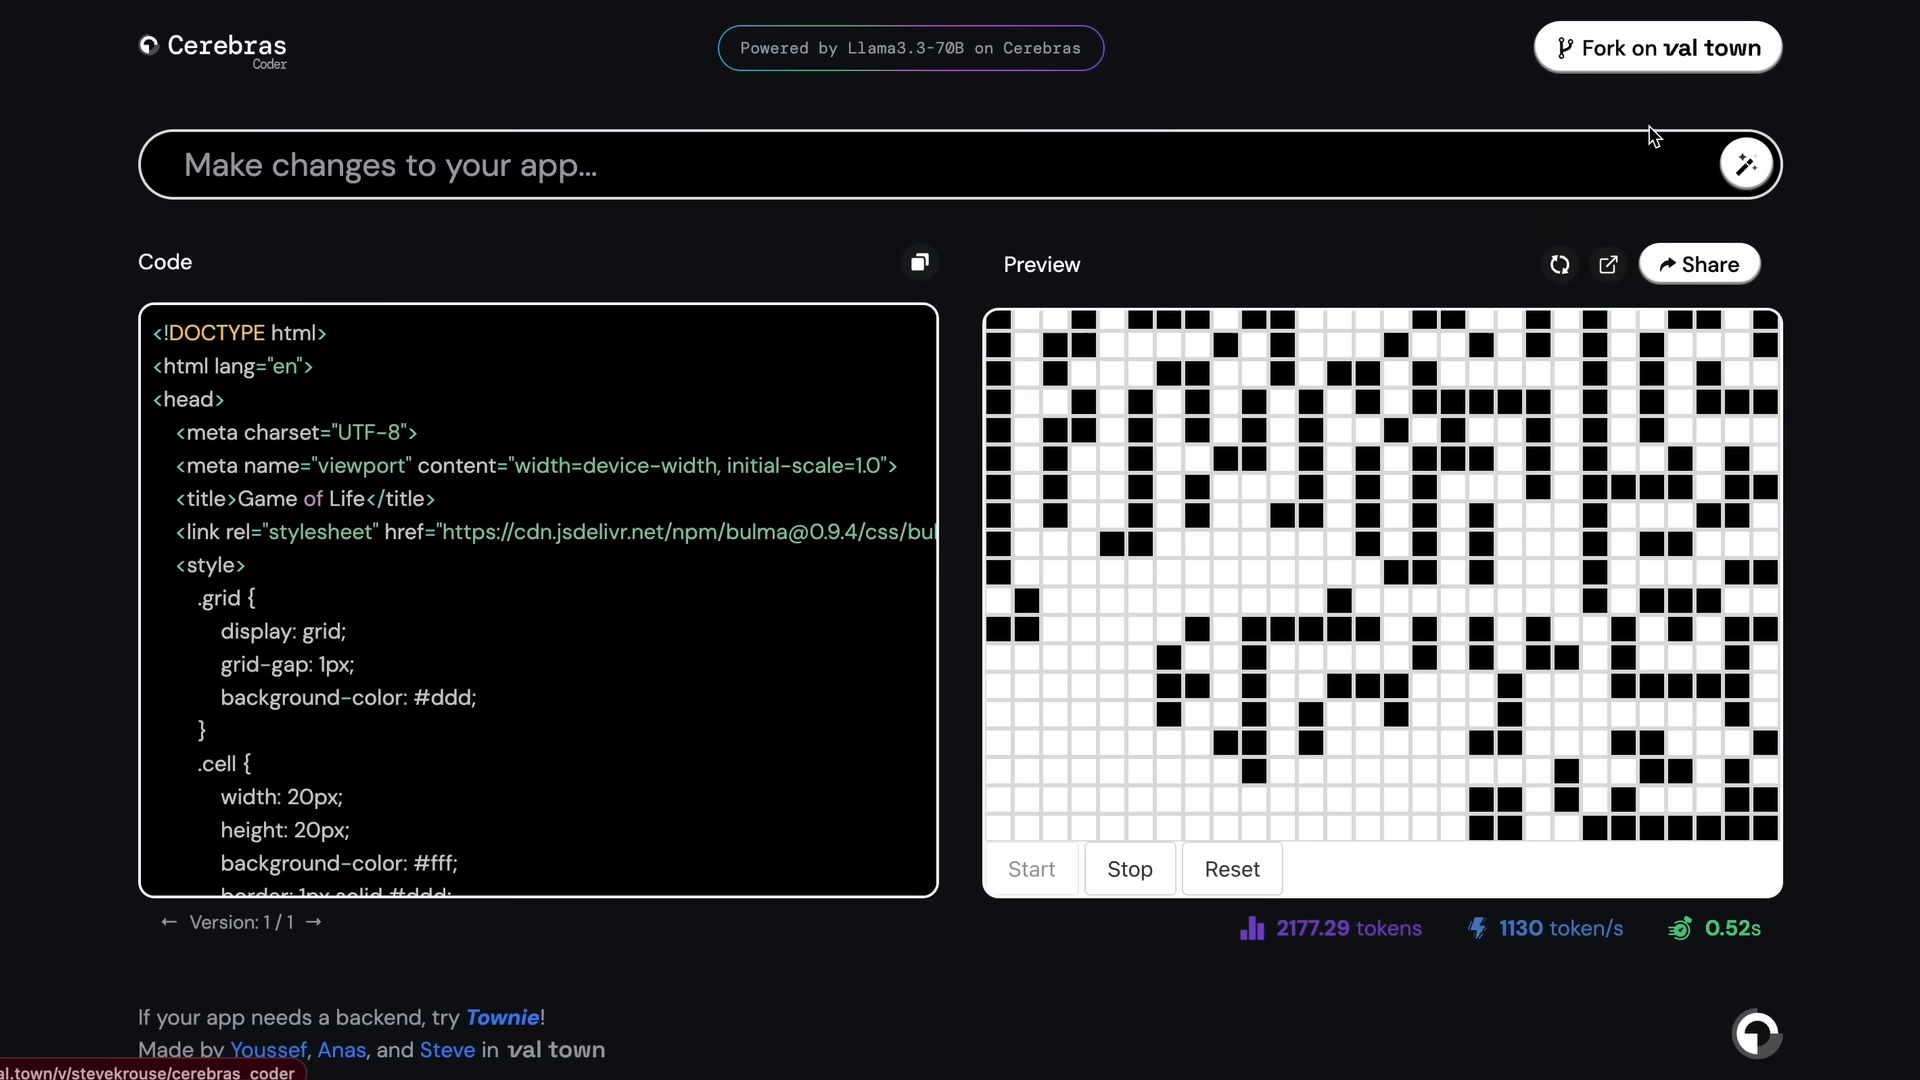 Cerebras
Coder
Powered by Llama3.3-70B on Cerebras
Fork on val town
Make changes to your app...
Code
Preview
Share
<!DOCTYPE html>
<html lang="en">
<head>
<meta charset="UTF-8">
<meta name="viewport" content="width=device-width, initial-scale=1.0">
<title>Game of Life</title>
<link rel="stylesheet" href="https://cdn.jsdelivr.net/npm/bulma@0.9.4/css/bul
<style>
.grid {
display: grid;
grid-gap: 1px;
background-color: #ddd;
}
.cell {
width: 20px;
height: 20px;
background-color: #fff;
border: 1px solid #ddd;
Start
Stop
Reset
← Version: 1 / 1 →
2177.29 tokens
1130 token/s
0.52s
If your app needs a backend, try Townie!
Made by Youssef, Anas, and Steve in val town
al.town/v/stevekrouse/cerebras_coder